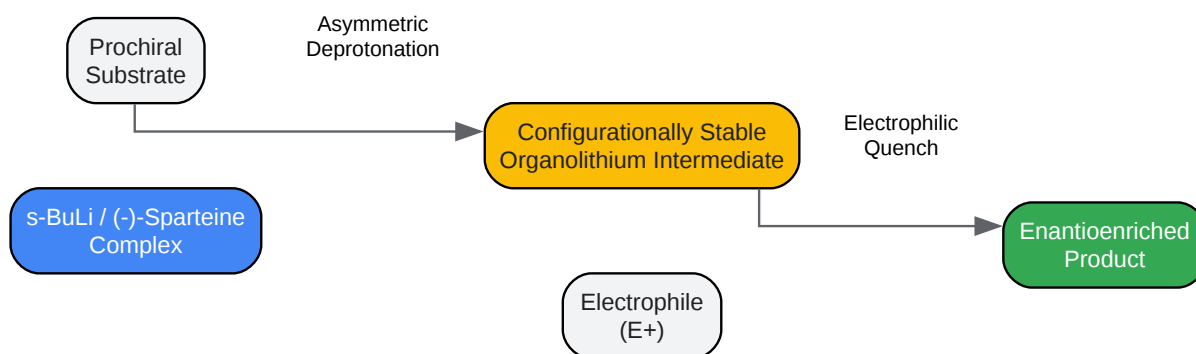 Prochiral
Substrate
Asymmetric
Deprotonation
s-BuLi / (-)-Sparteine
Complex
Configurationally Stable
Organolithium Intermediate
Electrophile
(E+)
Electrophilic
Quench
Enantioenriched
Product